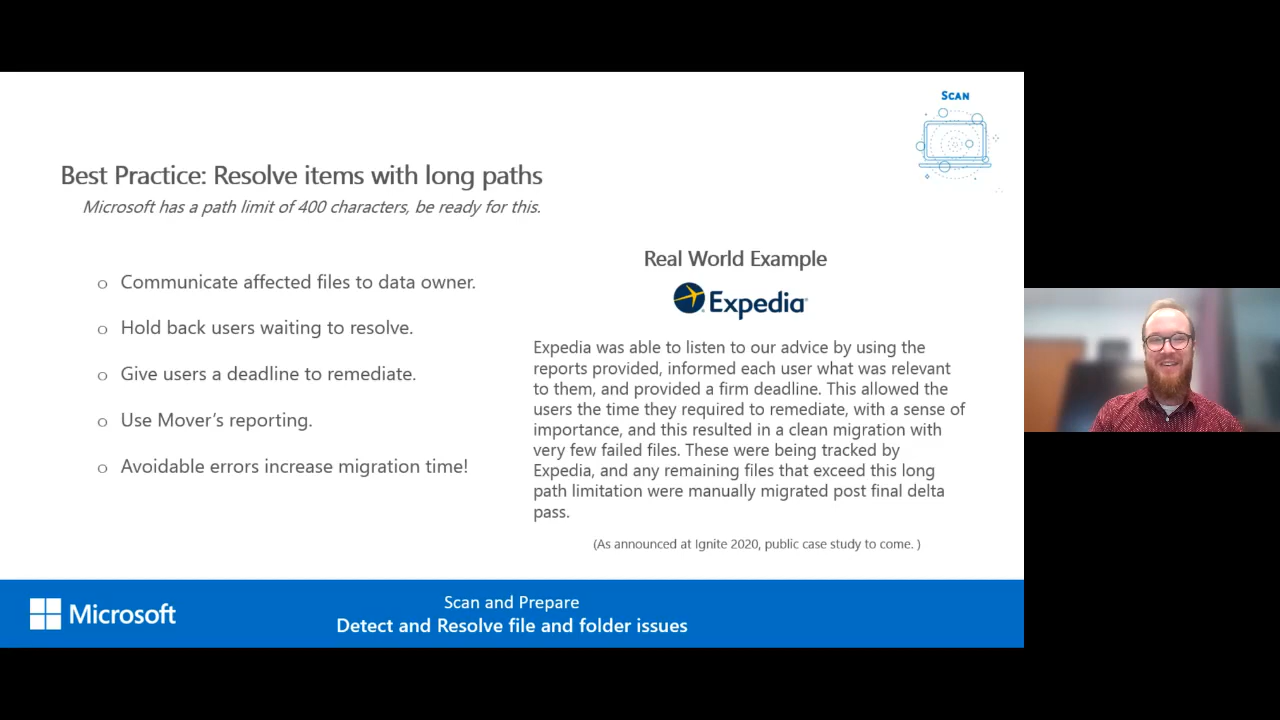 SCAN
Best Practice: Resolve items with long paths
Microsoft has a path limit of 400 characters, be ready for this.
o Communicate affected files to data owner.
o Hold back users waiting to resolve.
o Give users a deadline to remediate.
o Use Mover's reporting.
o Avoidable errors increase migration time!
Real World Example
Expedia
Expedia was able to listen to our advice by using the
reports provided, informed each user what was relevant
to them, and provided a firm deadline. This allowed the
users the time they required to remediate, with a sense of
importance, and this resulted in a clean migration with
very few failed files. These were being tracked by
Expedia, and any remaining files that exceed this long
path limitation were manually migrated post final delta
pass.
(As announced at Ignite 2020, public case study to come. )
Microsoft
Scan and Prepare
Detect and Resolve file and folder issues